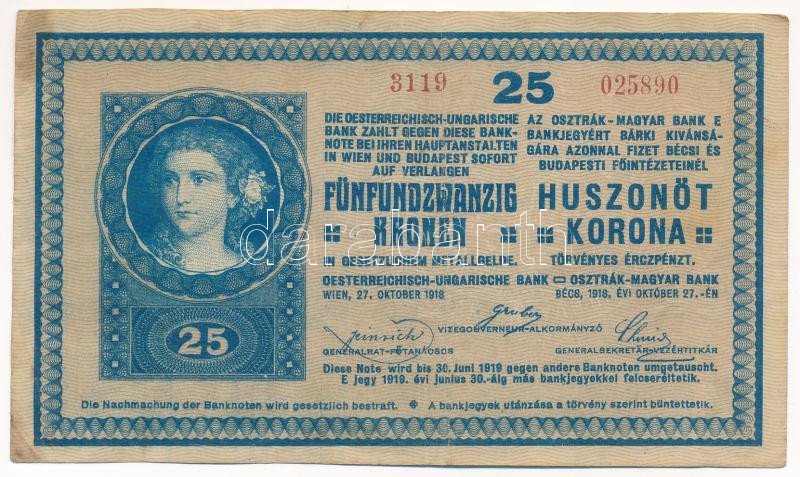 3119 25 025890
DIE OESTERREICHISCH-UNGARISCHE
BANK ZAHLT GEGEN DIESE BANK-
NOTE BEI IHREN HAUPTANSTALTEN
IN WIEN UND BUDAPEST SOFORT
AUF VERLANGEN
FÜNFUNDZWANZIG
KRONEN
IN GESETZLICHEM METALLGELDE.
OESTERREICHISCH-UNGARISCHE BANK
WIEN, 27. OKTOBER 1918
AZ OSZTRÁK-MAGYAR BANK E
BANKJEGYÉRT BÁRKI KIVÁNSÁ-
GÁRA AZONNAL FIZET BÉCSI ÉS
BUDAPESTI FŐINTÉZETEINÉL
HUSZONÖT
KORONA
TÖRVÉNYES ÉRCZPÉNZT.
OSZTRÁK-MAGYAR BANK
BÉCS, 1918. ÉVI OKTOBER 27.-ÉN
Gruber
VIZEGOUVERNEUR-ALKORMÁNYZÓ
GENERALRAT-FŐTANÁCSOS
GENERALSEKRETÄR-VEZÉRTITKÁR
25
Diese Note wird bis 30. Juni 1919 gegen andere Banknoten umgetauscht.
E jegy 1919. évi junius 30.-áig más bankjegyekkel felcseréltetik.
Die Nachmachung der Banknoten wird gesetzlich bestraft. A bankjegyek utánzása a törvény szerint büntettetik.
darabanth